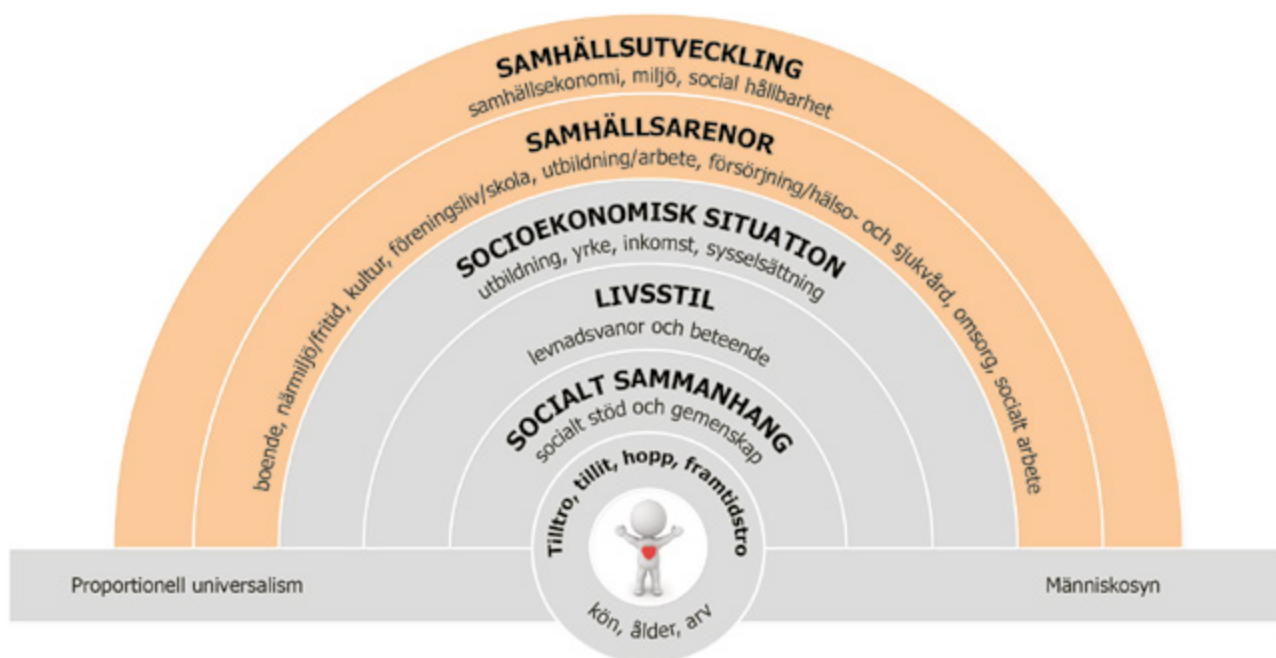 SAMHÄLLSUTVECKLING
samhällsekonomi, miljö, social hållbarhet
SAMHÄLLSARENOR
boende, närmiljö/fritid, kultur, föreningsliv/skola, utbildning/arbete, försörjning/hälso- och sjukvård, omsorg, socialt arbete
SOCIOEKONOMISK SITUATION
utbildning, yrke, inkomst, sysselsättning
LIVSSTIL
levnadsvanor och beteende
SOCIALT SAMMANHANG
socialt stöd och gemenskap
Tilltro, tillit, hopp, framtidstro
kön, ålder, arv
Proportionell universalism
Människosyn